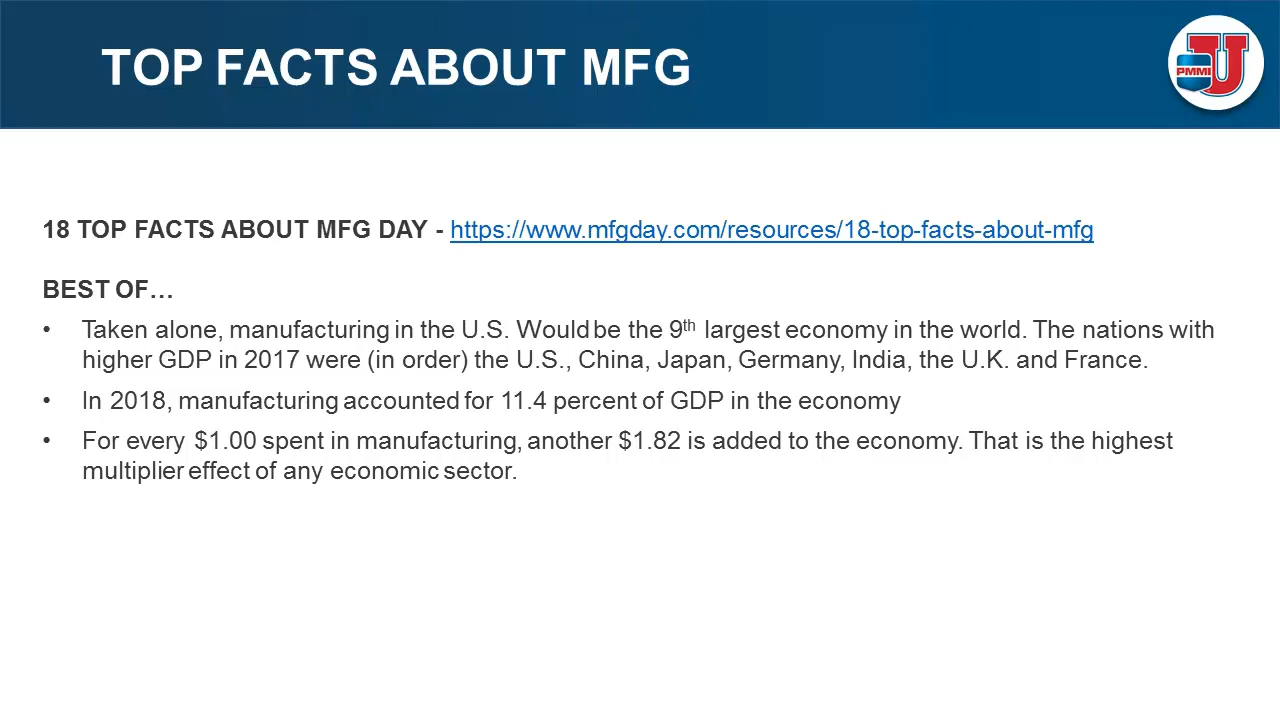 TOP FACTS ABOUT MFG
PMMI
U
18 TOP FACTS ABOUT MFG DAY - https://www.mfgday.com/resources/18-top-facts-about-mfg
BEST OF…
• Taken alone, manufacturing in the U.S. Would be the 9th largest economy in the world. The nations with
higher GDP in 2017 were (in order) the U.S., China, Japan, Germany, India, the U.K. and France.
• In 2018, manufacturing accounted for 11.4 percent of GDP in the economy
• For every $1.00 spent in manufacturing, another $1.82 is added to the economy. That is the highest
multiplier effect of any economic sector.